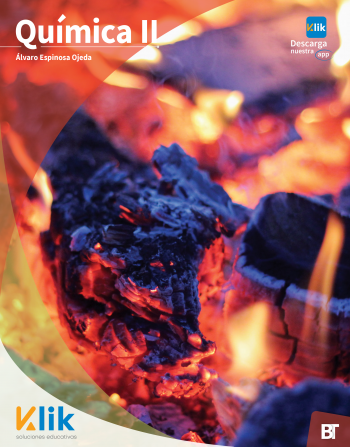 Química II
Álvaro Espinosa Ojeda
Klik
Descarga
nuestra app
Klik
soluciones educativas
BT